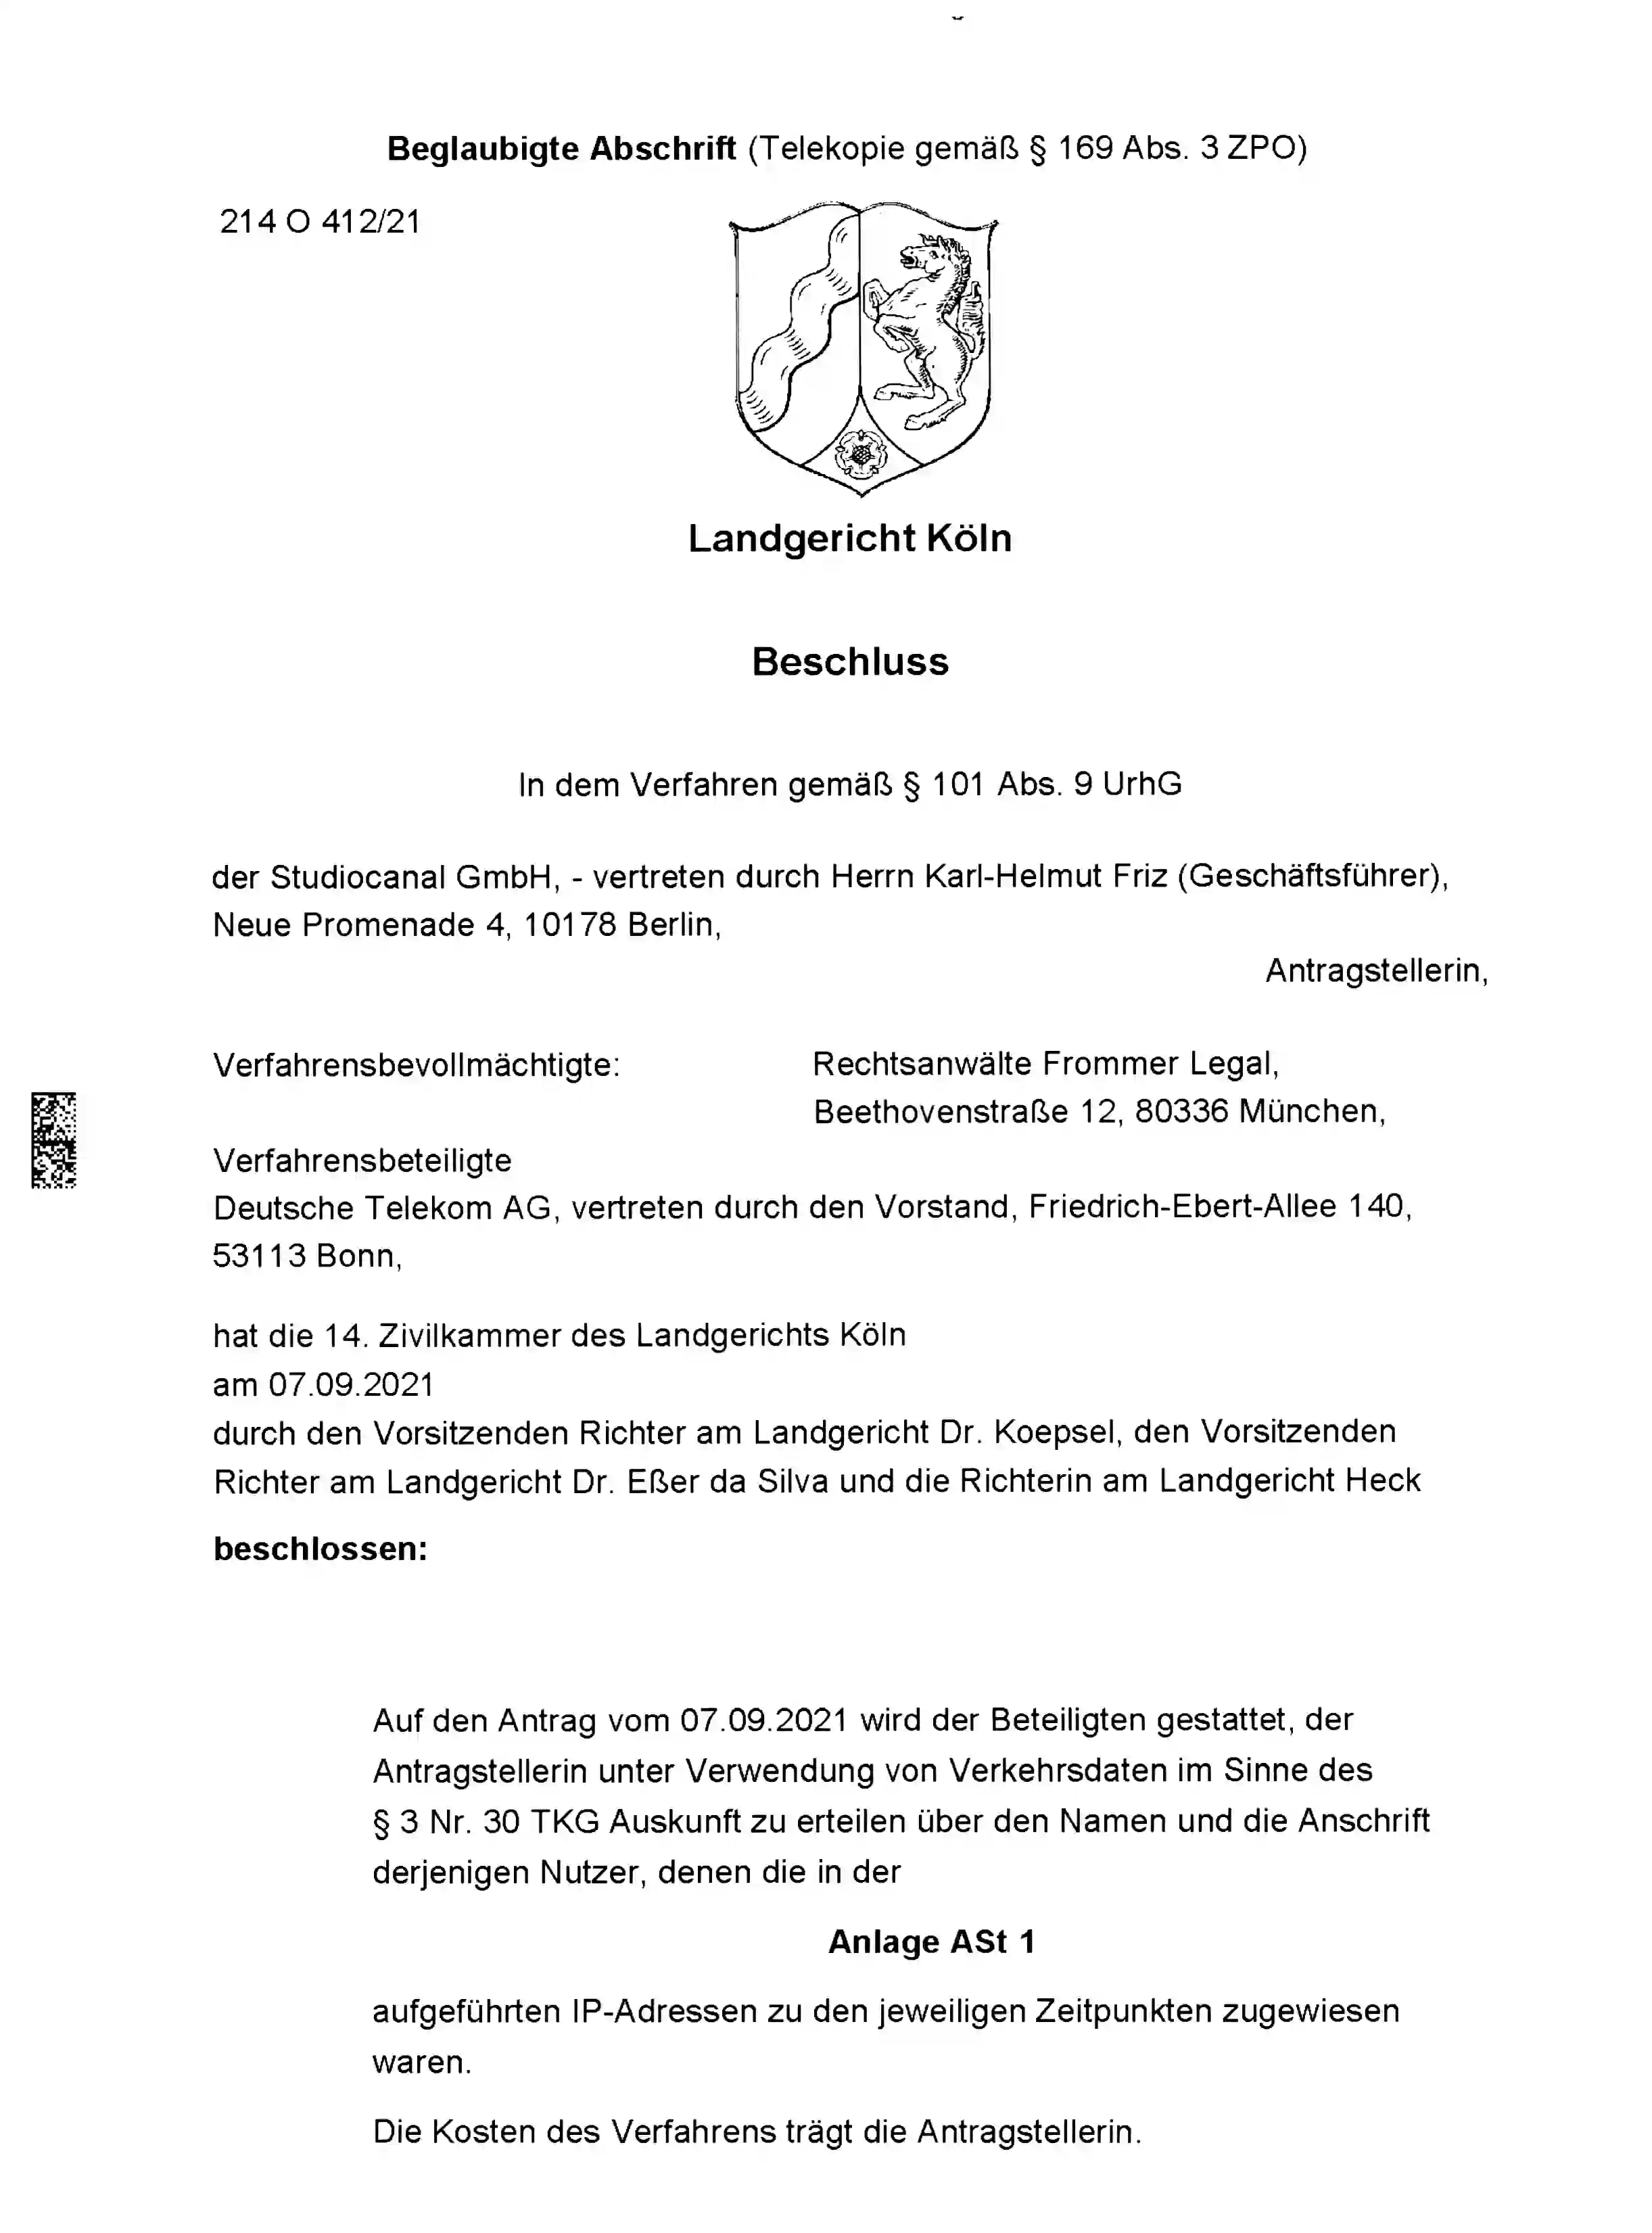 Beglaubigte Abschrift (Telekopie gemäß § 169 Abs. 3 ZPO)
214 O 412/21
Landgericht Köln
Beschluss
In dem Verfahren gemäß § 101 Abs. 9 UrhG
der Studiocanal GmbH, - vertreten durch Herrn Karl-Helmut Friz (Geschäftsführer),
Neue Promenade 4, 10178 Berlin,
Antragstellerin,
Verfahrensbevollmächtigte: Rechtsanwälte Frommer Legal,
Beethovenstraße 12, 80336 München,
Verfahrensbeteiligte
Deutsche Telekom AG, vertreten durch den Vorstand, Friedrich-Ebert-Allee 140,
53113 Bonn,
hat die 14. Zivilkammer des Landgerichts Köln
am 07.09.2021
durch den Vorsitzenden Richter am Landgericht Dr. Koepsel, den Vorsitzenden
Richter am Landgericht Dr. Eßer da Silva und die Richterin am Landgericht Heck
beschlossen:
Auf den Antrag vom 07.09.2021 wird der Beteiligten gestattet, der
Antragstellerin unter Verwendung von Verkehrsdaten im Sinne des
§ 3 Nr. 30 TKG Auskunft zu erteilen über den Namen und die Anschrift
derjenigen Nutzer, denen die in der
Anlage ASt 1
aufgeführten IP-Adressen zu den jeweiligen Zeitpunkten zugewiesen
waren.
Die Kosten des Verfahrens trägt die Antragstellerin.